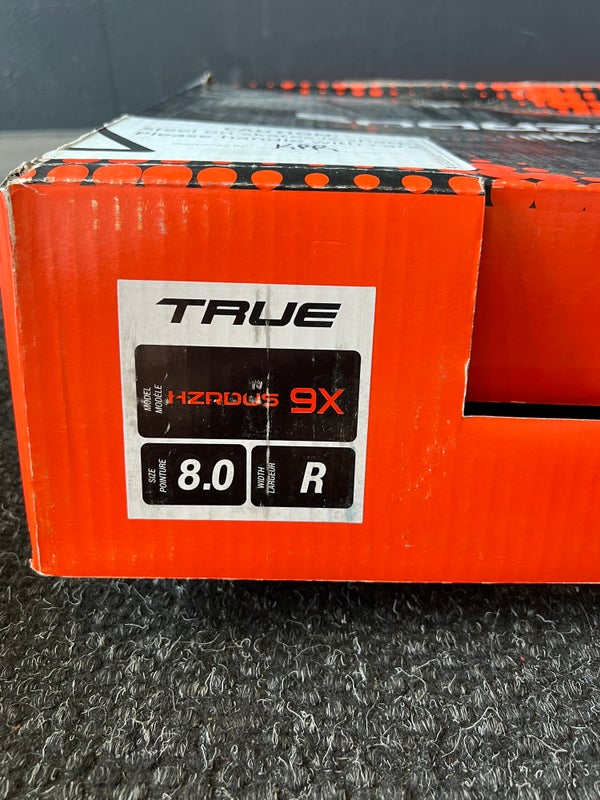 TRUE
MODEL
MODÈLE
HZRDUS 9X
SIZE
POINTURE
8.0
WIDTH
LARGEUR
R